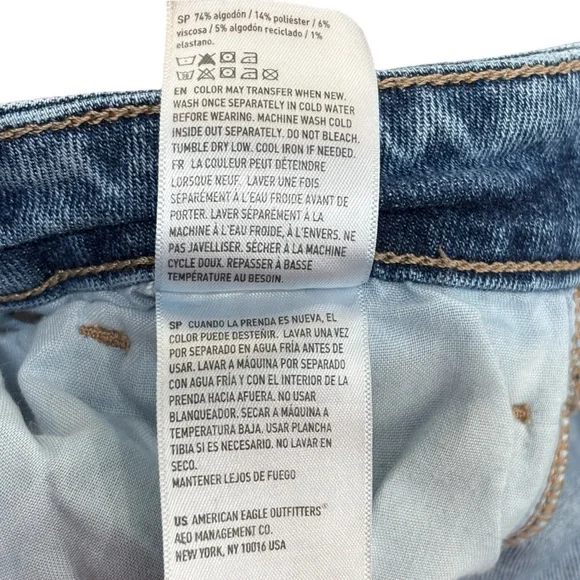 SP 74% algodón / 14% poliéster / 6%
viscosa / 5% algodón reciclado / 1%
elastano.
EN COLOR MAY TRANSFER WHEN NEW.
WASH ONCE SEPARATELY IN COLD WATER
BEFORE WEARING. MACHINE WASH COLD
INSIDE OUT SEPARATELY. DO NOT BLEACH.
TUMBLE DRY LOW. COOL IRON IF NEEDED.
FR LA COULEUR PEUT DÉTEINDRE
LORSQUE NEUF. LAVER UNE FOIS
SÉPARÉMENT À L'EAU FROIDE AVANT DE
PORTER. LAVER SÉPARÉMENT À LA
MACHINE À L'EAU FROIDE, À L'ENVERS. NE
PAS JAVELLISER. SÉCHER À LA MACHINE
CYCLE DOUX. REPASSER À BASSE
TEMPÉRATURE AU BESOIN.
SP CUANDO LA PRENDA ES NUEVA, EL
COLOR PUEDE DESTEÑIR. LAVAR UNA VEZ
POR SEPARADO EN AGUA FRÍA ANTES DE
USAR. LAVAR A MÁQUINA POR SEPARADO
CON AGUA FRÍA Y CON EL INTERIOR DE LA
PRENDA HACIA AFUERA. NO USAR
BLANQUEADOR. SECAR A MÁQUINA A
TEMPERATURA BAJA. USAR PLANCHA
TIBIA SI ES NECESARIO. NO LAVAR EN
SECO.
MANTENER LEJOS DE FUEGO
US AMERICAN EAGLE OUTFITTERS®
AEO MANAGEMENT CO.
NEW YORK, NY 10016 USA